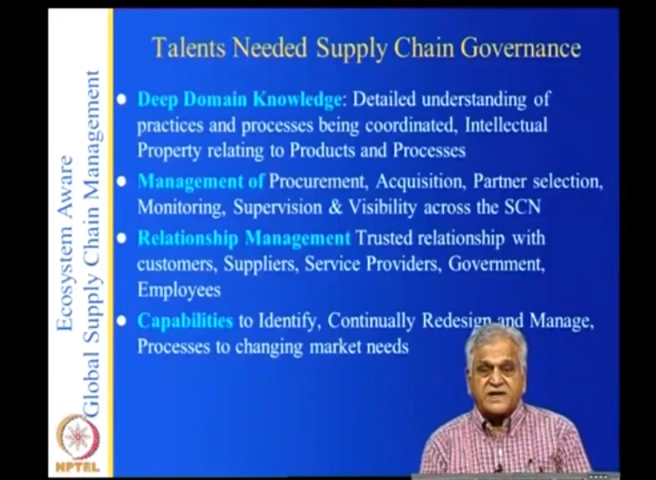 Talents Needed Supply Chain Governance
Deep Domain Knowledge: Detailed understanding of
practices and processes being coordinated, Intellectual
Property relating to Products and Processes
Management of Procurement, Acquisition, Partner selection,
Monitoring, Supervision & Visibility across the SCN
Relationship Management Trusted relationship with
customers, Suppliers, Service Providers, Government,
Employees
Capabilities to Identify, Continually Redesign and Manage,
Processes to changing market needs
Ecosystem Aware
Global Supply Chain Management
NPTEL